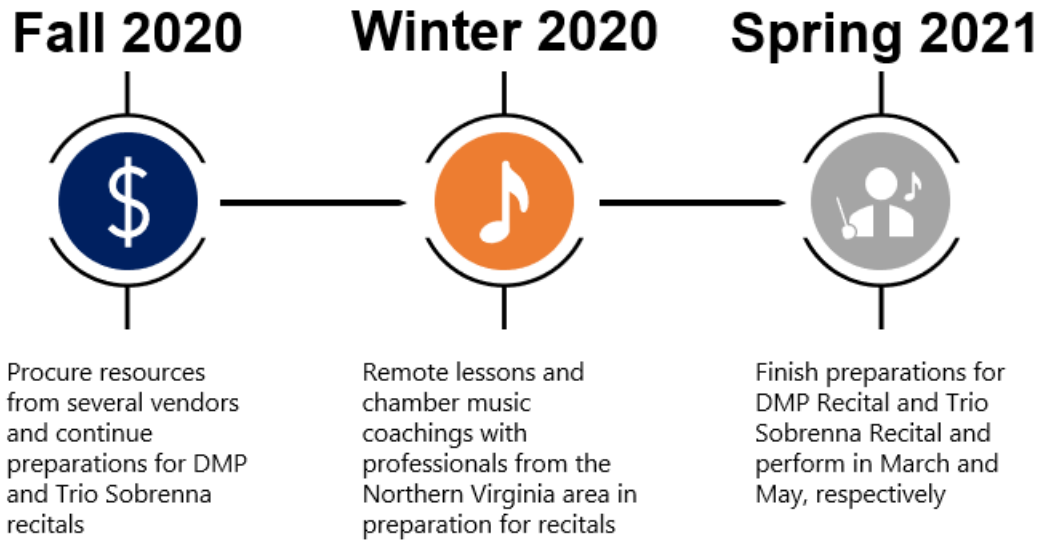 Fall 2020
Winter 2020
Spring 2021
$
Procure resources
from several vendors
and continue
preparations for DMP
and Trio Sobrenna
recitals
Remote lessons and
chamber music
coachings with
professionals from the
Northern Virginia area in
preparation for recitals
Finish preparations for
DMP Recital and Trio
Sobrenna Recital and
perform in March and
May, respectively